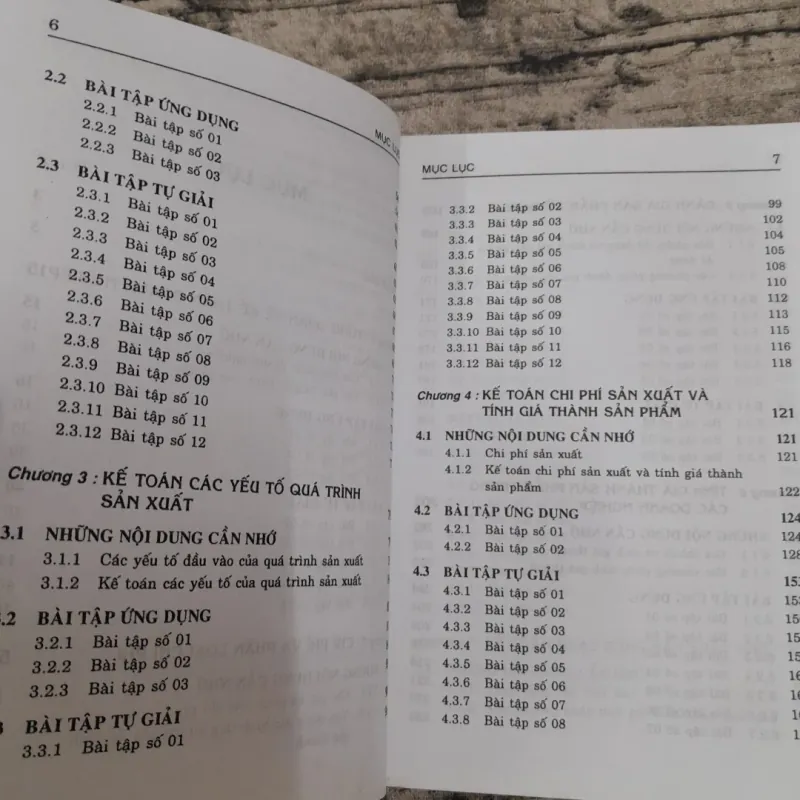 6
MỤC LỤC
2.2 BÀI TẬP ỨNG DỤNG
2.2.1 Bài tập số 01
2.2.2 Bài tập số 02
2.2.3 Bài tập số 03
2.3 BÀI TẬP TỰ GIẢI
2.3.1 Bài tập số 01
2.3.2 Bài tập số 02
2.3.3 Bài tập số 03
2.3.4 Bài tập số 04
2.3.5 Bài tập số 05
2.3.6 Bài tập số 06
2.3.7 Bài tập số 07
2.3.8 Bài tập số 08
2.3.9 Bài tập số 09
2.3.10 Bài tập số 10
2.3.11 Bài tập số 11
2.3.12 Bài tập số 12
Chương 3 : KẾ TOÁN CÁC YẾU TỐ QUÁ TRÌNH
SẢN XUẤT
3.1 NHỮNG NỘI DUNG CẦN NHỚ
3.1.1 Các yếu tố đầu vào của quá trình sản xuất
3.1.2 Kế toán các yếu tố của quá trình sản xuất
3.2 BÀI TẬP ỨNG DỤNG
3.2.1 Bài tập số 01
3.2.2 Bài tập số 02
3.2.3 Bài tập số 03
BÀI TẬP TỰ GIẢI
3.3.1 Bài tập số 01
MỤC LỤC 7
3.3.2 Bài tập số 02 99
3.3.3 Bài tập số 03 102
3.3.4 Bài tập số 04 104
3.3.5 Bài tập số 05 105
3.3.6 Bài tập số 06 108
3.3.7 Bài tập số 07 110
3.3.8 Bài tập số 08 112
3.3.9 Bài tập số 09 113
3.3.10 Bài tập số 10 115
3.3.11 Bài tập số 11 116
3.3.12 Bài tập số 12 118
Chương 4 : KẾ TOÁN CHI PHÍ SẢN XUẤT VÀ
TÍNH GIÁ THÀNH SẢN PHẨM 121
4.1 NHỮNG NỘI DUNG CẦN NHỚ 121
4.1.1 Chi phí sản xuất 121
4.1.2 Kế toán chi phí sản xuất và tính giá thành
sản phẩm 122
4.2 BÀI TẬP ỨNG DỤNG 124
4.2.1 Bài tập số 01 124
4.2.2 Bài tập số 02 128
4.3 BÀI TẬP TỰ GIẢI
4.3.1 Bài tập số 01
4.3.2 Bài tập số 02
4.3.3 Bài tập số 03
4.3.4 Bài tập số 04
4.3.5 Bài tập số 05
4.3.6 Bài tập số 06
4.3.7 Bài tập số 07
4.3.8 Bài tập số 08